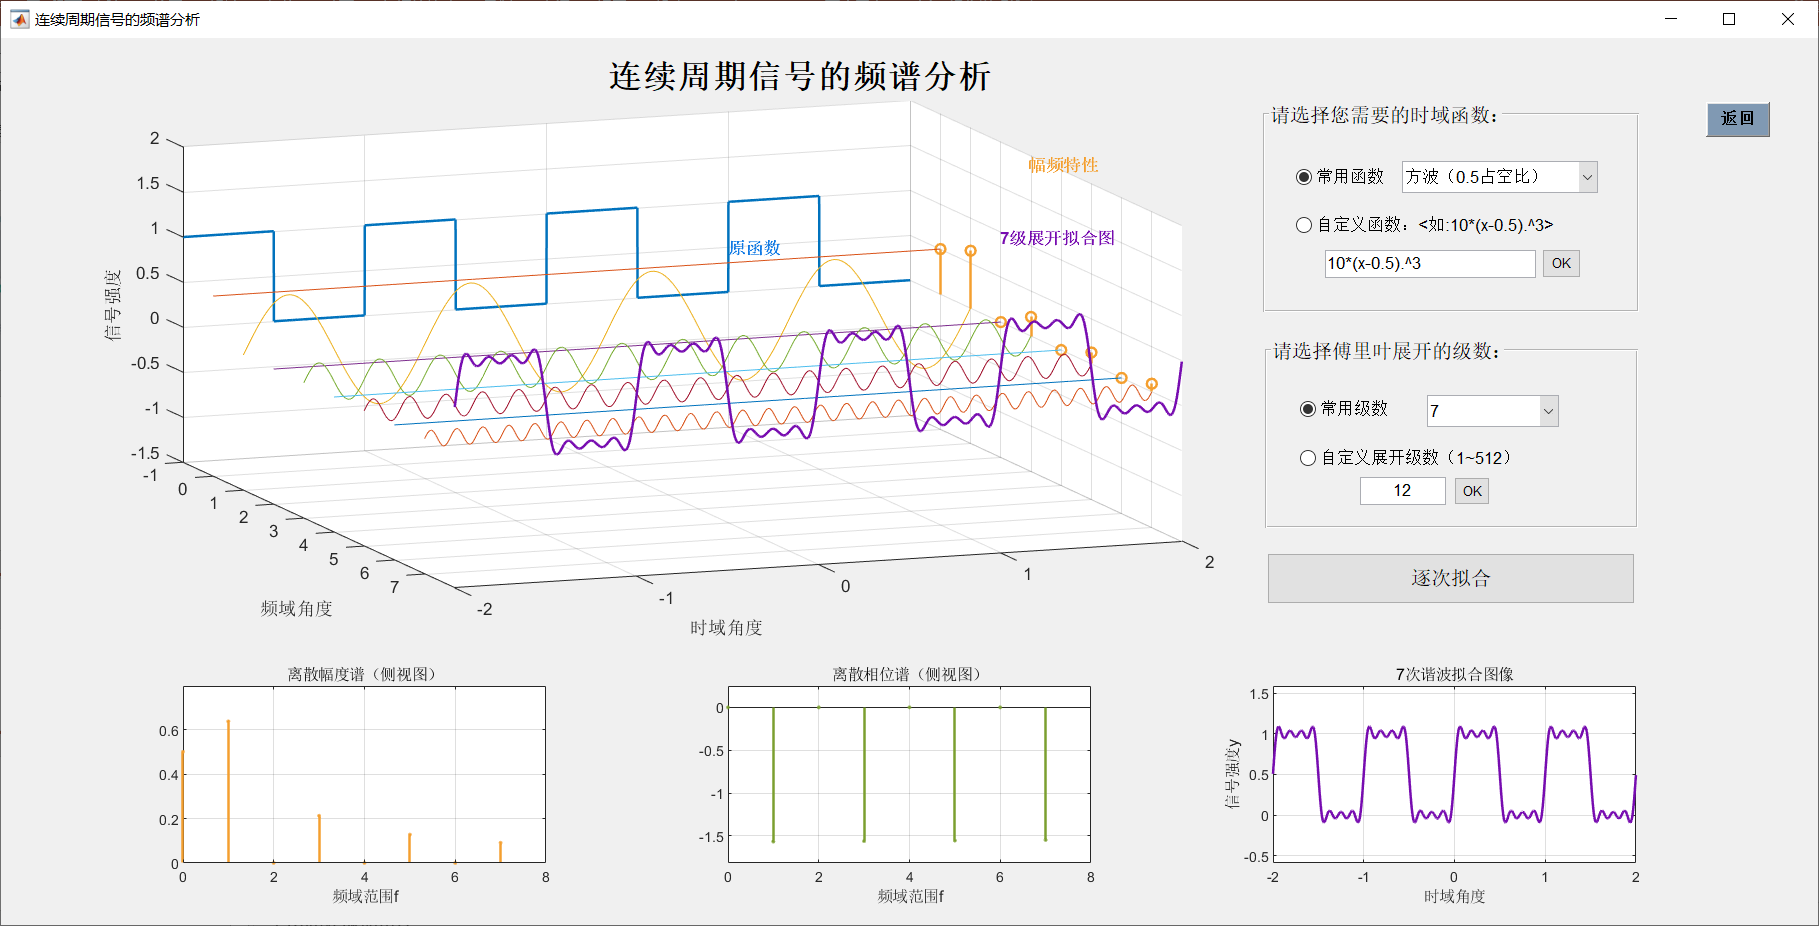 连续周期信号的频谱分析
连续周期信号的频谱分析
返回
2
1.5
1
0.5
0
-0.5
-1
-1.5
信号强度
-1
0
1
2
3
4
5
6
7
频域角度
-2
-1
0
1
2
时域角度
幅频特性
原函数
7级展开拟合图
请选择您需要的时域函数：
常用函数 方波（0.5占空比）
自定义函数：<如:10*(x-0.5).^3>
10*(x-0.5).^3 OK
请选择傅里叶展开的级数：
常用级数 7
自定义展开级数（1~512）
12 OK
逐次拟合
离散幅度谱（侧视图）
0.6
0.4
0.2
0
0 2 4 6 8
频域范围f
离散相位谱（侧视图）
0
-0.5
-1
-1.5
0 2 4 6 8
频域范围f
7次谐波拟合图像
信号强度y
1.5
1
0.5
0
-0.5
-2 -1 0 1 2
时域角度